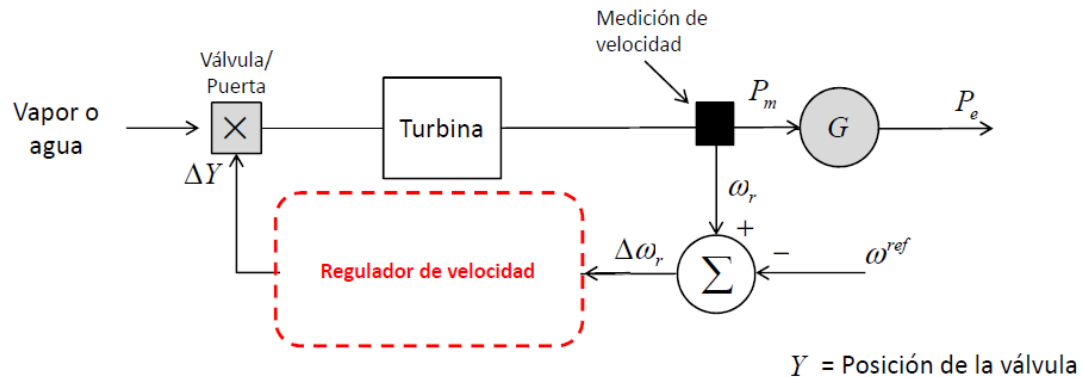 Medición de
velocidad
Válvula/
Puerta
Vapor o
agua
×
Turbina
P_m
G
P_e
ΔY
ω_r
+
−
ω^{ref}
Δω_r
Σ
Regulador de velocidad
Y = Posición de la válvula